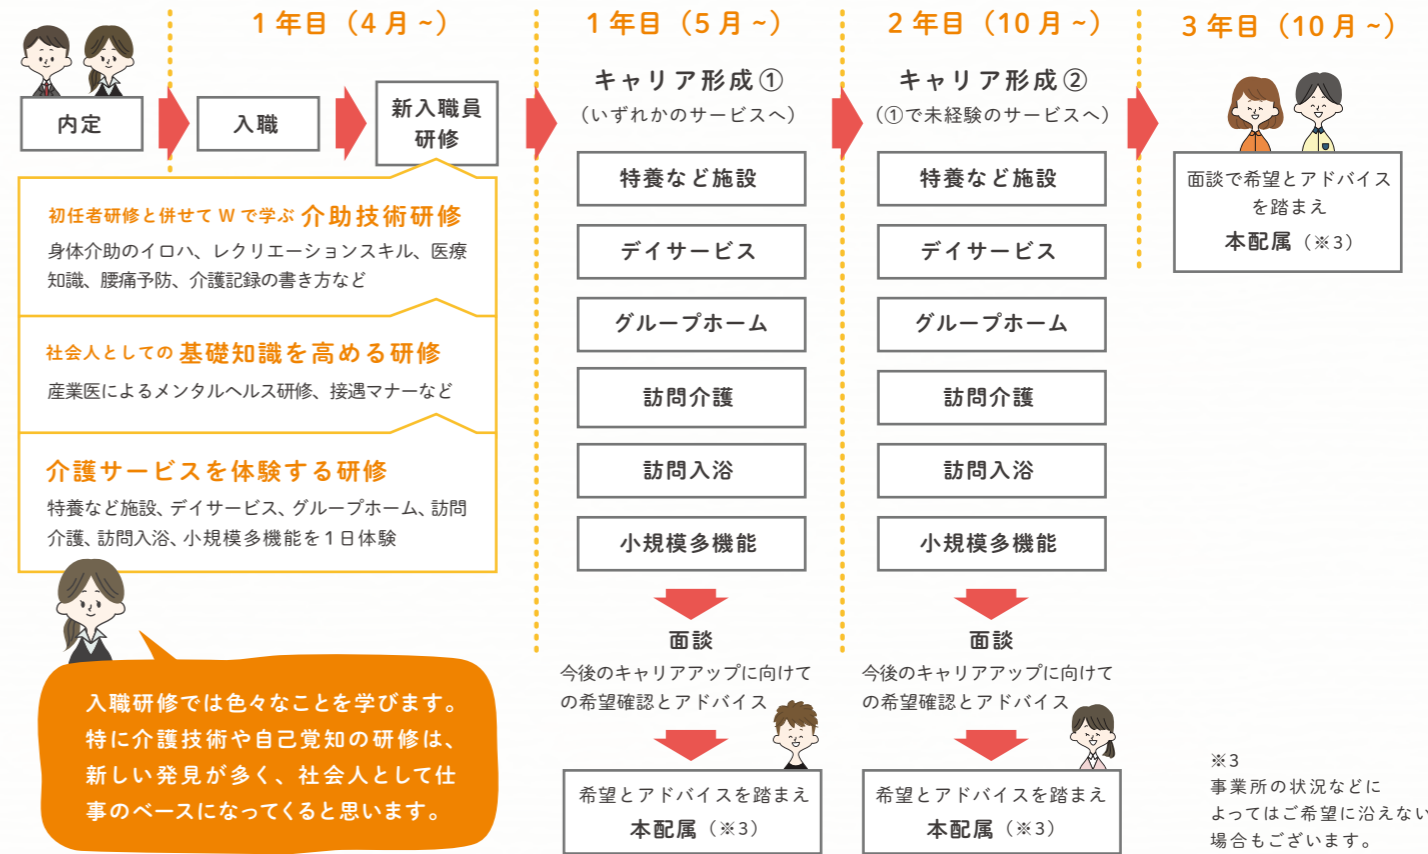 1年目（4月~）
内定
入職
新入職員
研修
初任者研修と併せてWで学ぶ 介助技術研修
身体介助のイロハ、レクリエーションスキル、医療
知識、腰痛予防、介護記録の書き方など
社会人としての 基礎知識を高める研修
産業医によるメンタルヘルス研修、接遇マナーなど
介護サービスを体験する研修
特養など施設、デイサービス、グループホーム、訪問
介護、訪問入浴、小規模多機能を1日体験
入職研修では色々なことを学びます。
特に介護技術や自己覚知の研修は、
新しい発見が多く、社会人として仕
事のベースになってくると思います。
1年目（5月~）
キャリア形成①
（いずれかのサービスへ）
特養など施設
デイサービス
グループホーム
訪問介護
訪問入浴
小規模多機能
面談
今後のキャリアアップに向けて
の希望確認とアドバイス
希望とアドバイスを踏まえ
本配属（※3）
2年目（10月~）
キャリア形成②
（①で未経験のサービスへ）
特養など施設
デイサービス
グループホーム
訪問介護
訪問入浴
小規模多機能
面談
今後のキャリアアップに向けて
の希望確認とアドバイス
希望とアドバイスを踏まえ
本配属（※3）
3年目（10月~）
面談で希望とアドバイス
を踏まえ
本配属（※3）
※3
事業所の状況などに
よってはご希望に沿えない
場合もございます。